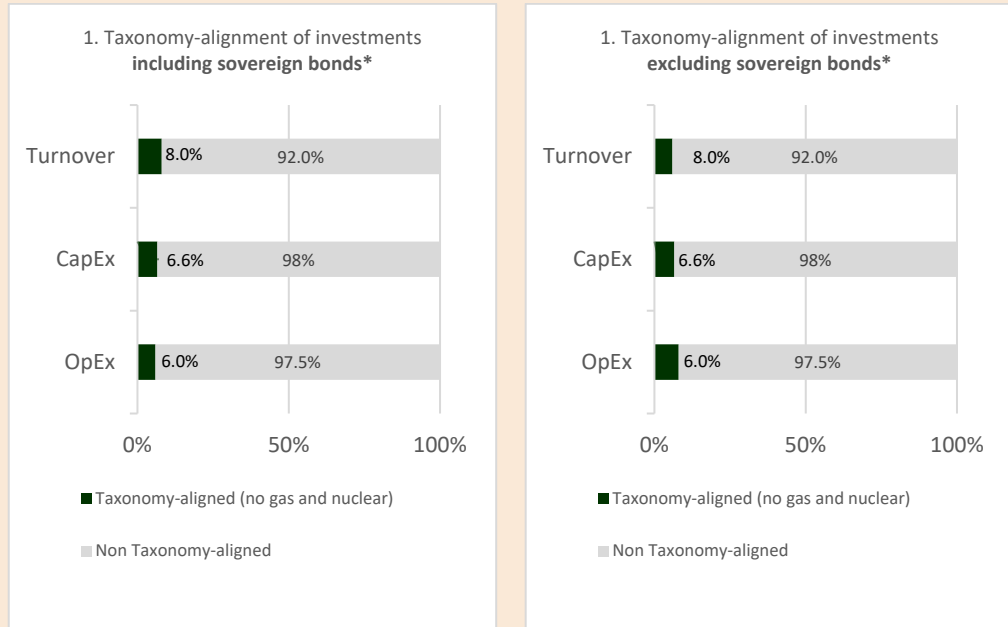 1. Taxonomy-alignment of investments
including sovereign bonds*
Turnover
8.0%
92.0%
CapEx
6.6%
98%
OpEx
6.0%
97.5%
0%
50%
100%
Taxonomy-aligned (no gas and nuclear)
Non Taxonomy-aligned
1. Taxonomy-alignment of investments
excluding sovereign bonds*
Turnover
8.0%
92.0%
CapEx
6.6%
98%
OpEx
6.0%
97.5%
0%
50%
100%
Taxonomy-aligned (no gas and nuclear)
Non Taxonomy-aligned